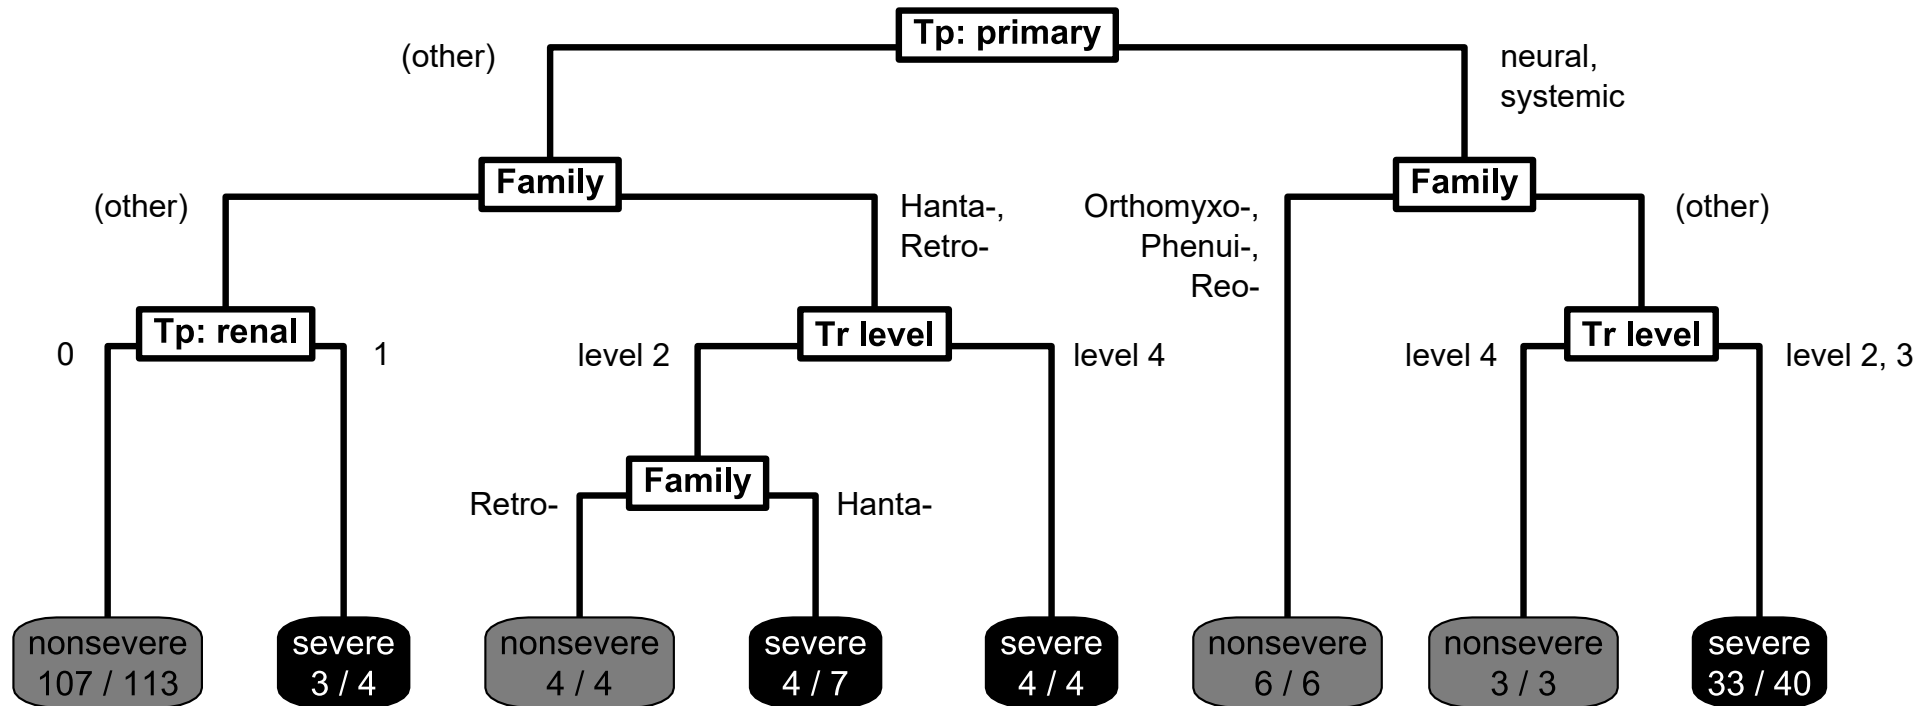 Tp: primary
(other)
neural,
systemic
Family
Family
(other)
Hanta-,
Retro-
Orthomyxo-,
Phenui-,
Reo-
(other)
Tp: renal
Tr level
Tr level
0
1
level 2
level 4
level 4
level 2, 3
Family
Retro-
Hanta-
nonsevere
107 / 113
severe
3 / 4
nonsevere
4 / 4
severe
4 / 7
severe
4 / 4
nonsevere
6 / 6
nonsevere
3 / 3
severe
33 / 40